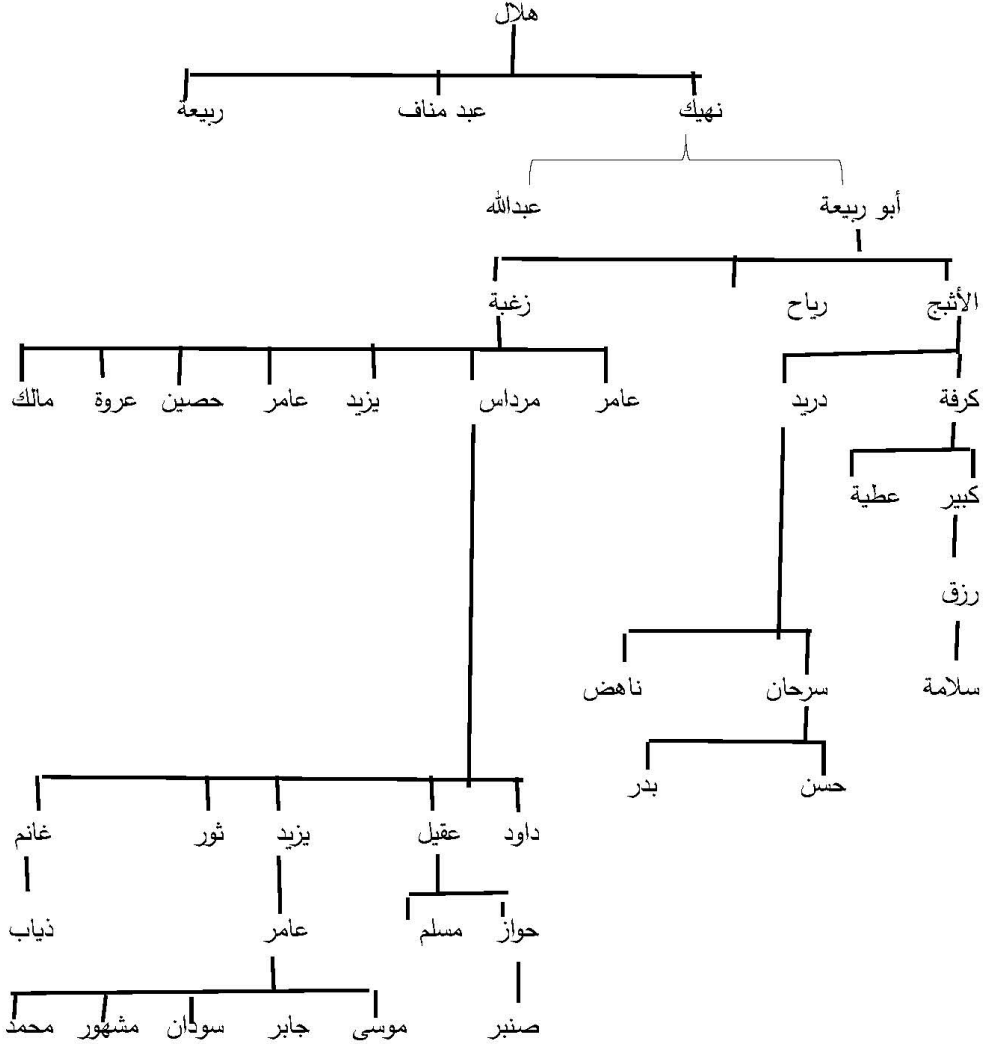 هلال
نهيك عبد مناف ربيعة
أبو ربيعة عبدالله
الأثبج رياح زغبة
كرفة دريد عامر مرداس يزيد عامر حصين عروة مالك
كبير عطية
رزق
سلامة سرحان ناهض
حسن بدر
داود عقيل يزيد ثور غانم
حواز مسلم عامر ذياب
صنبر موسى جابر سودان مشهور محمد